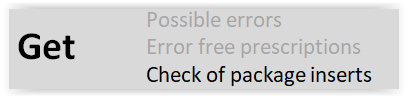 Get
Possible errors
Error free prescriptions
Check of package inserts